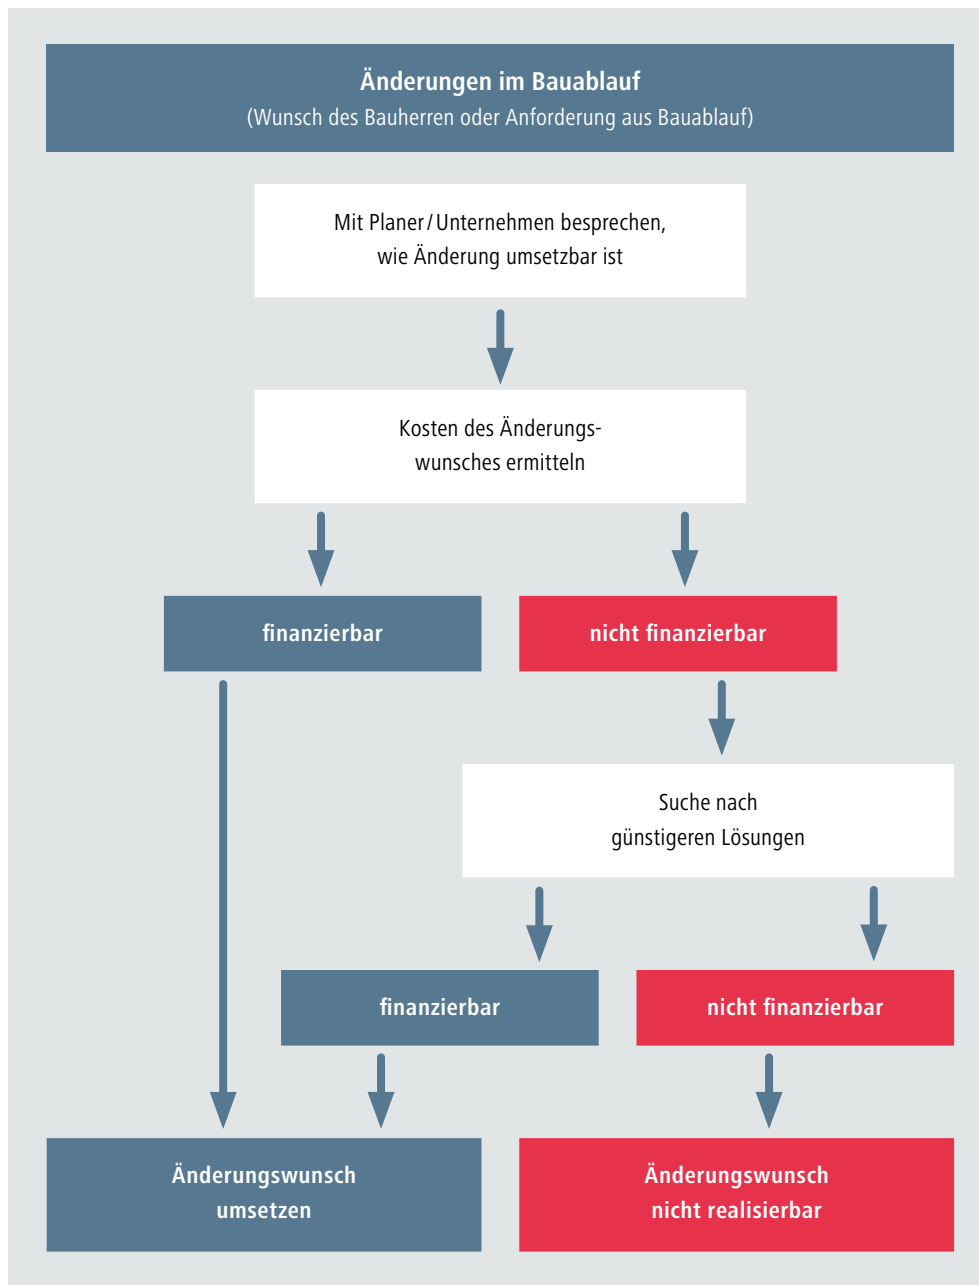 Änderungen im Bauablauf
(Wunsch des Bauherren oder Anforderung aus Bauablauf)
Mit Planer/Unternehmen besprechen,
wie Änderung umsetzbar ist
Kosten des Änderungs-
wunsches ermitteln
finanzierbar
nicht finanzierbar
Suche nach
günstigeren Lösungen
finanzierbar
nicht finanzierbar
Änderungswunsch
umsetzen
Änderungswunsch
nicht realisierbar